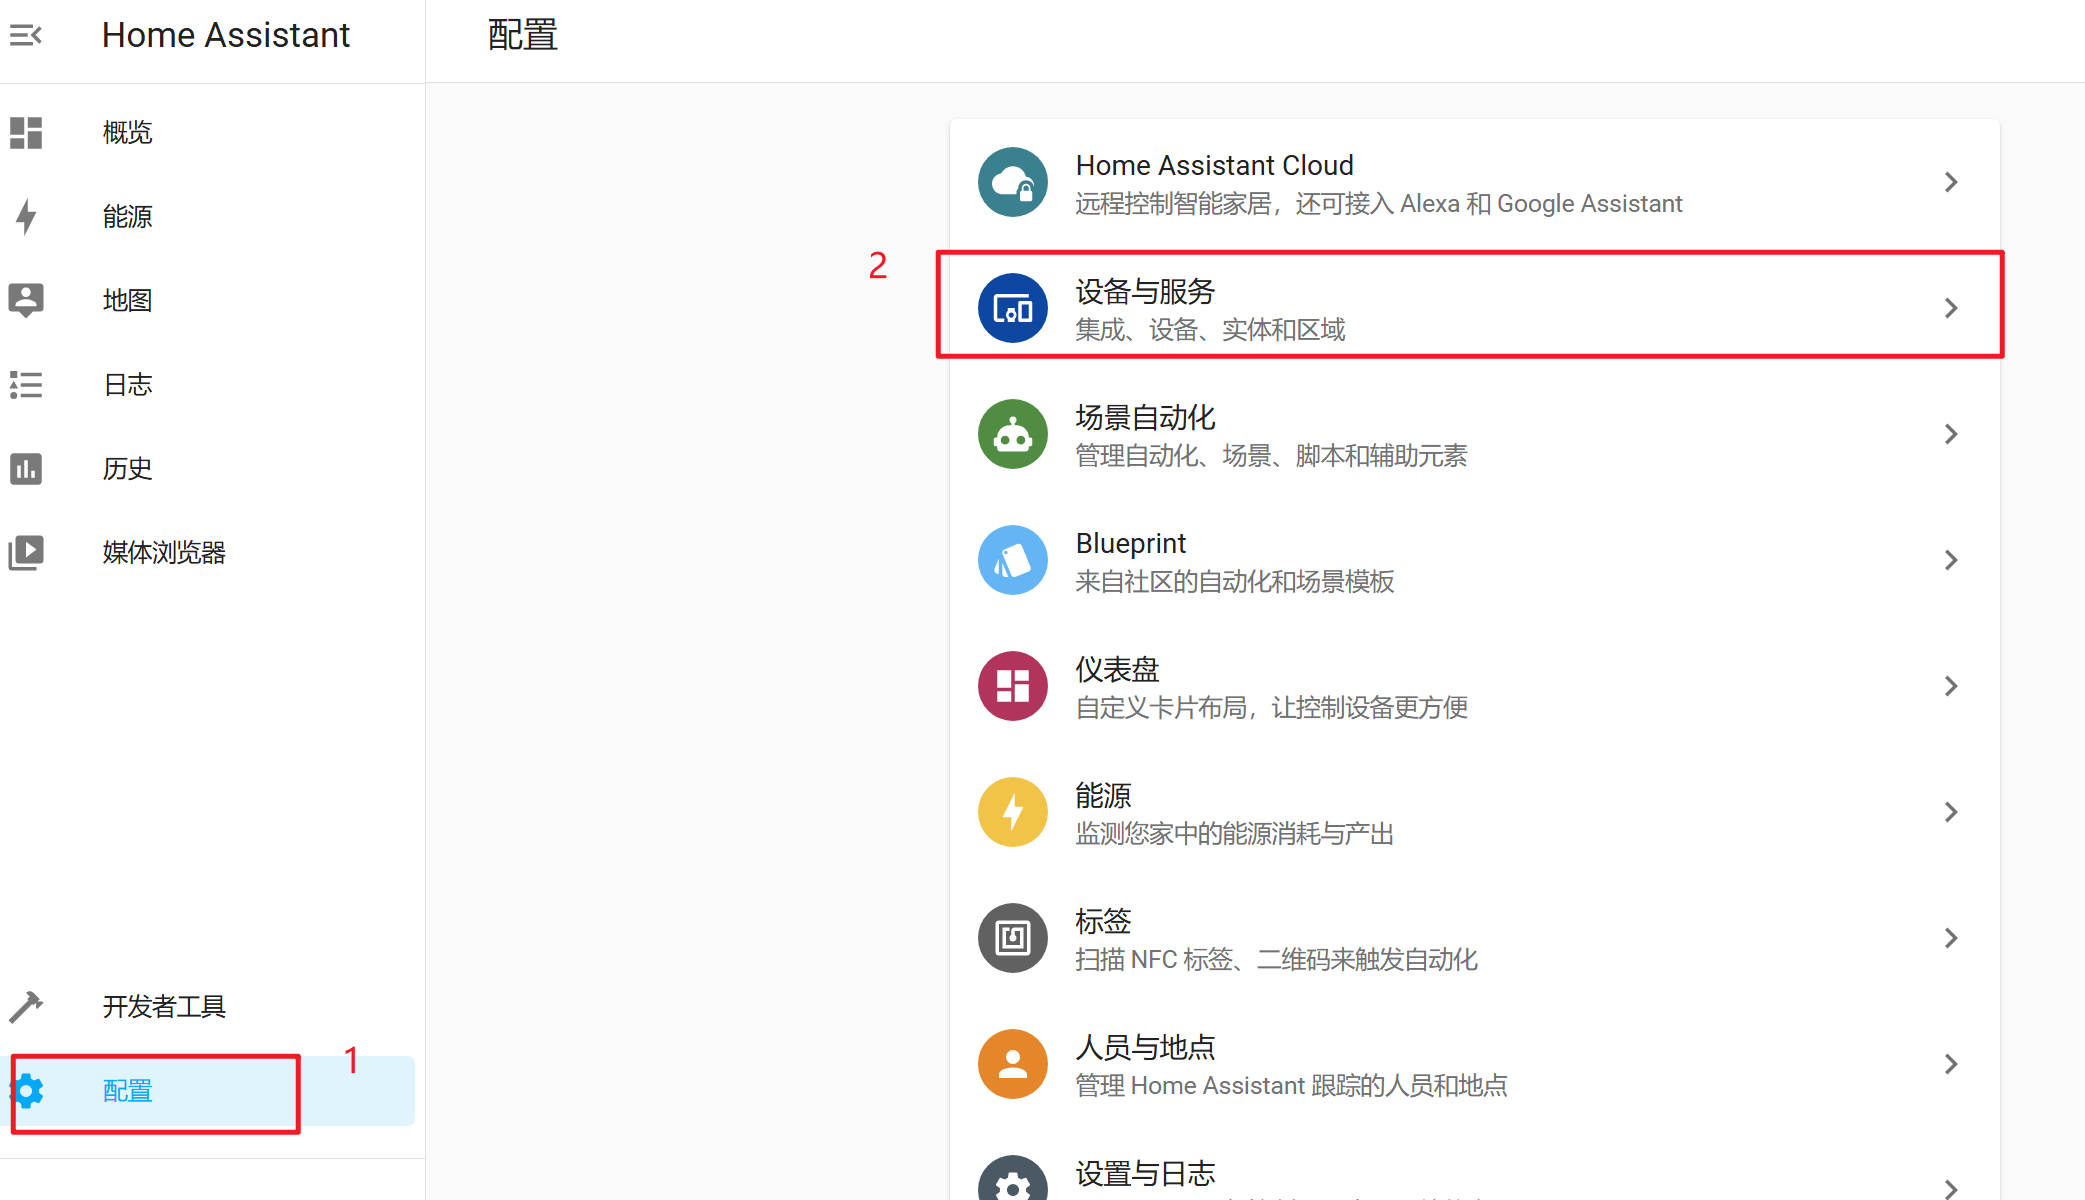 Home Assistant
概览
能源
地图
日志
历史
媒体浏览器
开发者工具
1
配置
配置
Home Assistant Cloud
远程控制智能家居，还可接入 Alexa 和 Google Assistant
2
设备与服务
集成、设备、实体和区域
场景自动化
管理自动化、场景、脚本和辅助元素
Blueprint
来自社区的自动化和场景模板
仪表盘
自定义卡片布局，让控制设备更方便
能源
监测您家中的能源消耗与产出
标签
扫描 NFC 标签、二维码来触发自动化
人员与地点
管理 Home Assistant 跟踪的人员和地点
设置与日志